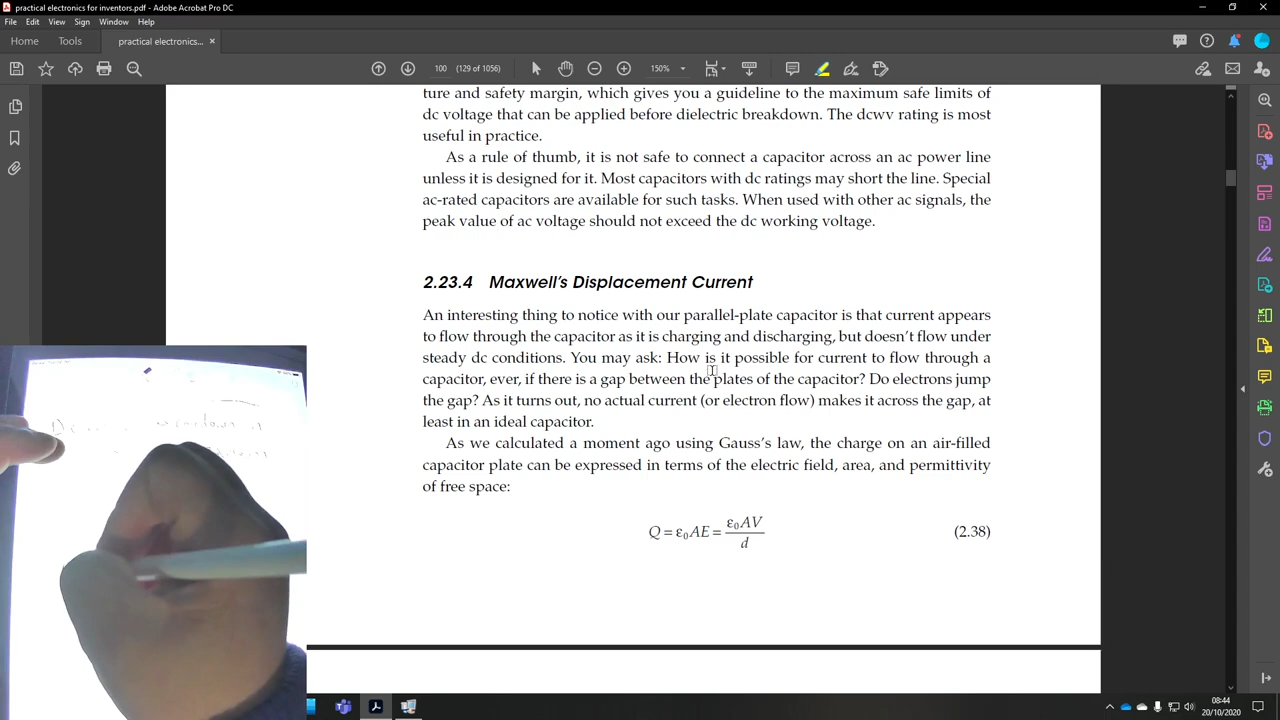 practical electronics for inventors.pdf - Adobe Acrobat Pro DC
File Edit View Sign Window Help
Home Tools practical electronics... ×
100 (129 of 1056) 150%
ture and safety margin, which gives you a guideline to the maximum safe limits of
dc voltage that can be applied before dielectric breakdown. The dcwv rating is most
useful in practice.
As a rule of thumb, it is not safe to connect a capacitor across an ac power line
unless it is designed for it. Most capacitors with dc ratings may short the line. Special
ac-rated capacitors are available for such tasks. When used with other ac signals, the
peak value of ac voltage should not exceed the dc working voltage.
2.23.4 Maxwell's Displacement Current
An interesting thing to notice with our parallel-plate capacitor is that current appears
to flow through the capacitor as it is charging and discharging, but doesn't flow under
steady dc conditions. You may ask: How is it possible for current to flow through a
capacitor, ever, if there is a gap between the plates of the capacitor? Do electrons jump
the gap? As it turns out, no actual current (or electron flow) makes it across the gap, at
least in an ideal capacitor.
As we calculated a moment ago using Gauss's law, the charge on an air-filled
capacitor plate can be expressed in terms of the electric field, area, and permittivity
of free space:
Q = ε₀AE = ε₀AV / d (2.38)
08:44
20/10/2020